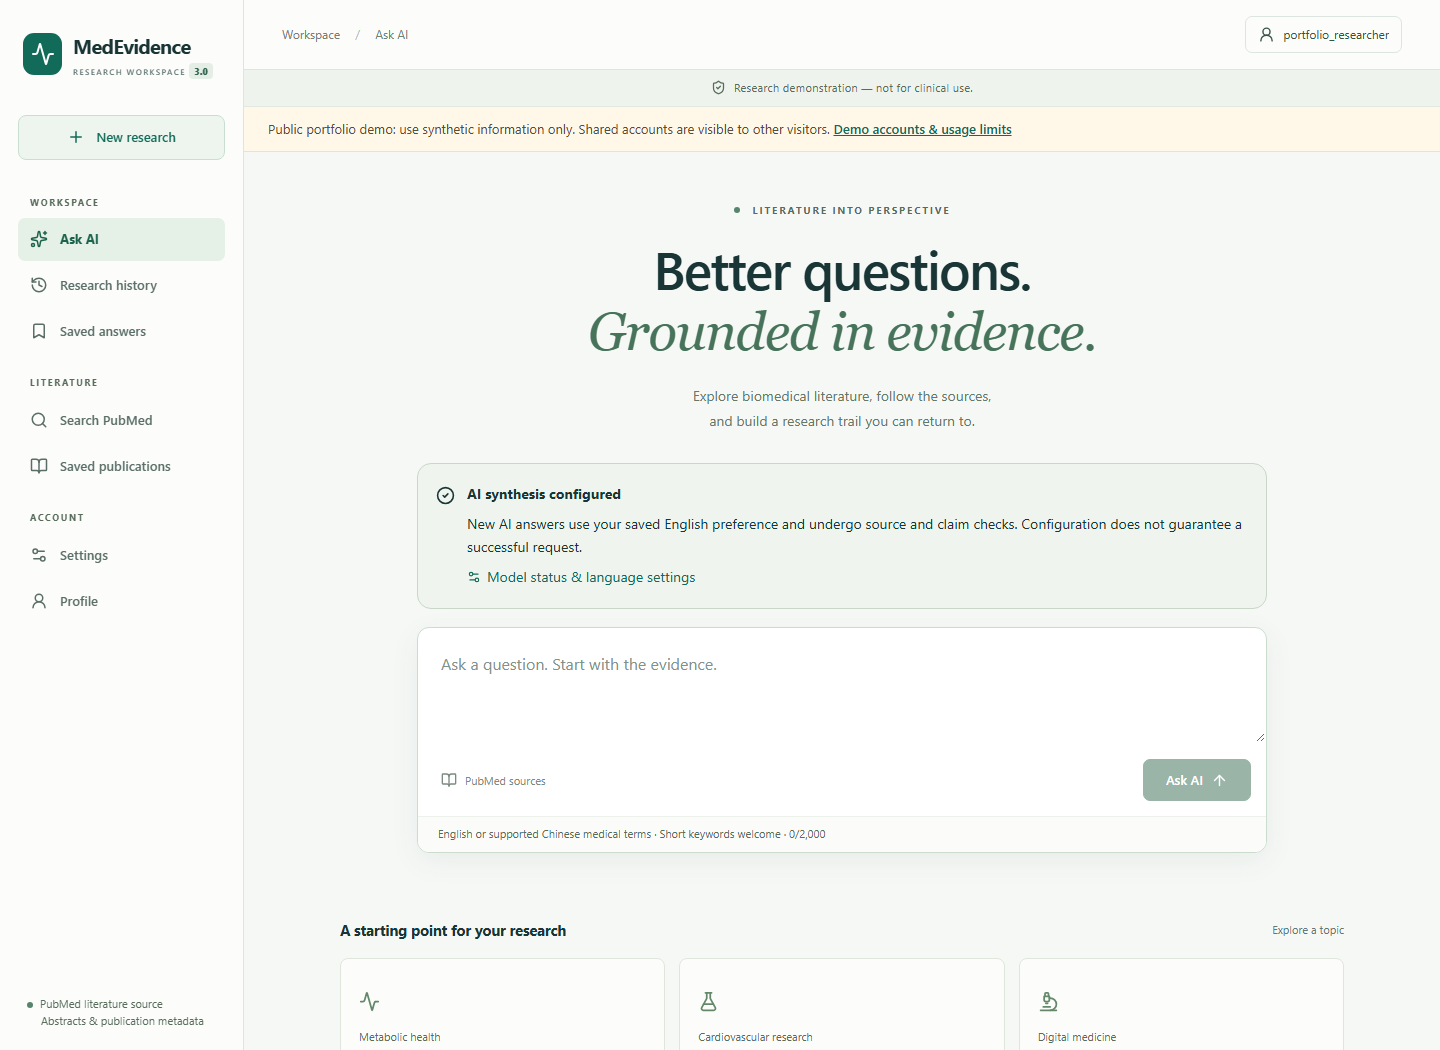 MedEvidence
RESEARCH WORKSPACE 3.0
New research
WORKSPACE
Ask AI
Research history
Saved answers
LITERATURE
Search PubMed
Saved publications
ACCOUNT
Settings
Profile
PubMed literature source
Abstracts & publication metadata
Workspace / Ask AI
portfolio_researcher
Research demonstration — not for clinical use.
Public portfolio demo: use synthetic information only. Shared accounts are visible to other visitors. Demo accounts & usage limits
LITERATURE INTO PERSPECTIVE
Better questions.
Grounded in evidence.
Explore biomedical literature, follow the sources,
and build a research trail you can return to.
AI synthesis configured
New AI answers use your saved English preference and undergo source and claim checks. Configuration does not guarantee a
successful request.
Model status & language settings
Ask a question. Start with the evidence.
PubMed sources
Ask AI
English or supported Chinese medical terms · Short keywords welcome · 0/2,000
A starting point for your research
Explore a topic
Metabolic health
Cardiovascular research
Digital medicine